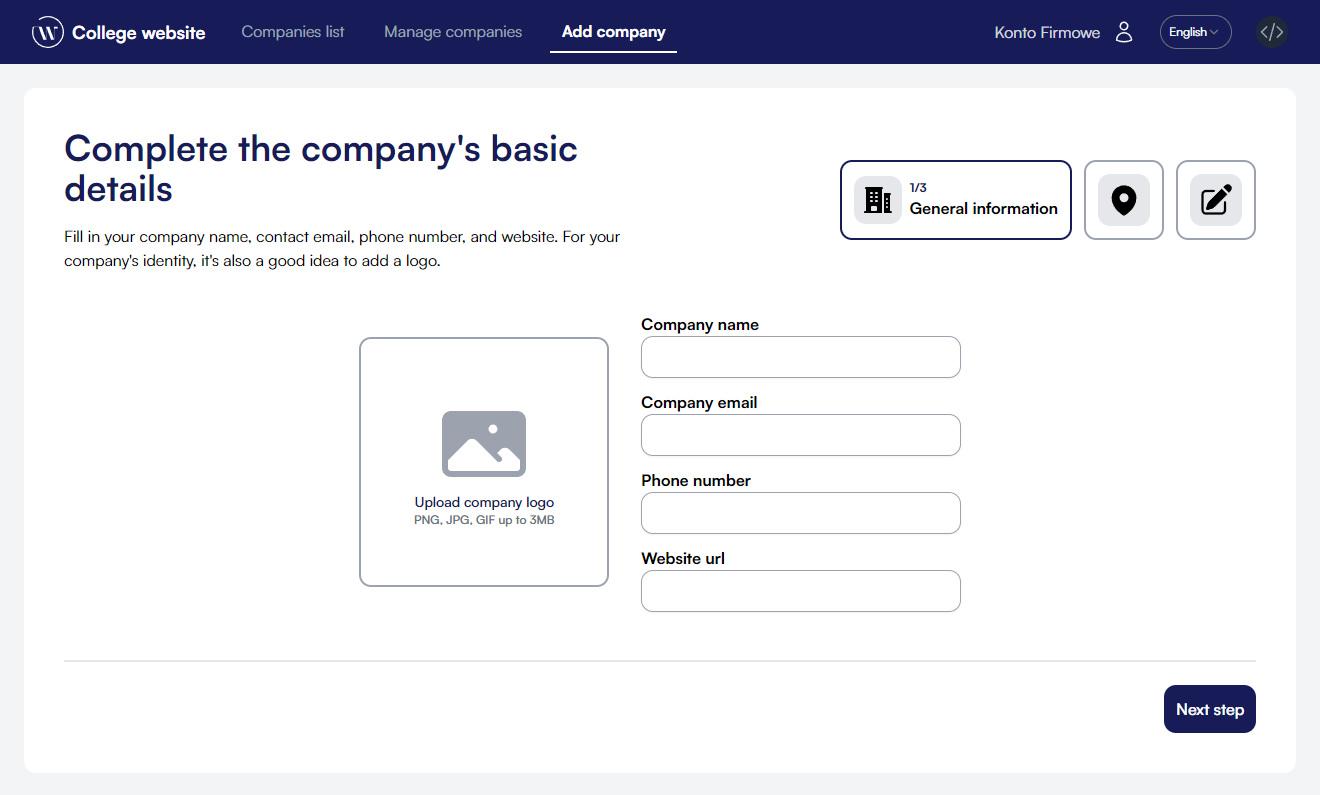 W College website Companies list Manage companies Add company Konto Firmowe English </>
Complete the company's basic
details
Fill in your company name, contact email, phone number, and website. For your
company's identity, it's also a good idea to add a logo.
1/3
General information
Upload company logo
PNG, JPG, GIF up to 3MB
Company name
Company email
Phone number
Website url
Next step